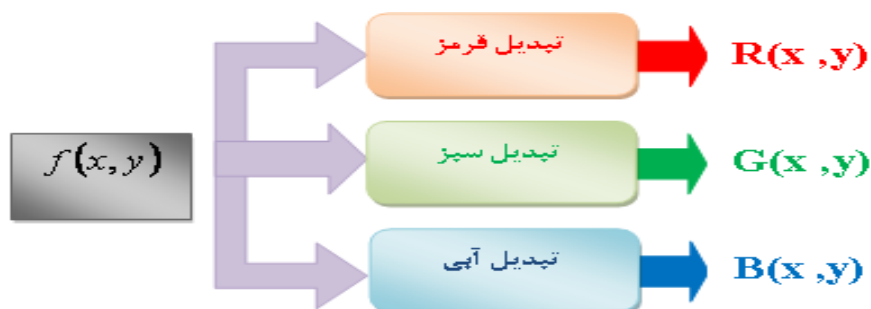 تبدیل قرمز
R(x ,y)
f(x, y)
تبدیل سبز
G(x ,y)
تبدیل آبی
B(x ,y)